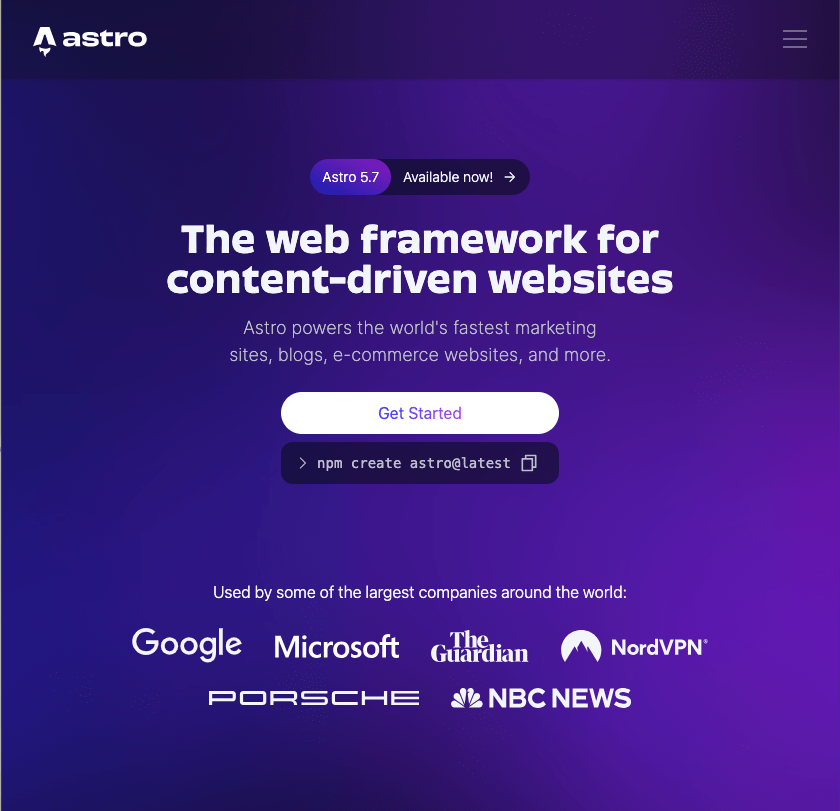 astro
Astro 5.7 Available now! →
The web framework for
content-driven websites
Astro powers the world's fastest marketing
sites, blogs, e-commerce websites, and more.
Get Started
> npm create astro@latest
Used by some of the largest companies around the world:
Google Microsoft The Guardian NordVPN®
PORSCHE NBC NEWS